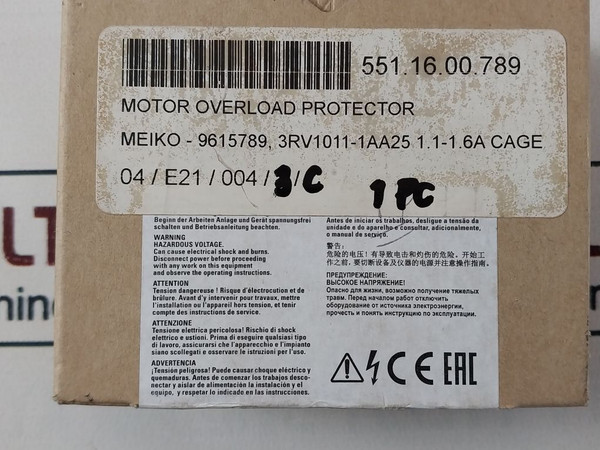 551.16.00.789
MOTOR OVERLOAD PROTECTOR
MEIKO - 9615789, 3RV1011-1AA25 1.1-1.6A CAGE
04 / E21 / 004 / 3/C
1 PC
Beginn der Arbeiten Anlage und Gerät spannungsfrei
schalten und Betriebsanleitung beachten.
WARNING
HAZARDOUS VOLTAGE.
Can cause electrical shock and burns.
Disconnect power before proceeding
with any work on this equipment
and observe the operating instructions.
ATTENTION
Tension dangereuse ! Risque d'électrocution et de
brûlure. Avant d'y intervenir pour travaux, mettre
l'installation ou l'appareil hors tension, et tenir
compte des instructions de service.
ATTENZIONE
Tensione elettrica pericolosa! Rischio di shock
elettrico e ustioni. Prima di eseguire qualsiasi tipo
di lavoro, assicurarsi che l'apparecchio e l'impianto
siano scollegati e osservare le istruzioni per l'uso.
ADVERTENCIA
¡Tensión peligrosa! Puede causar choque eléctrico y
quemaduras. Antes de comenzar los trabajos desco-
nectar y aislar de alimentación la instalación y el
equipo, y respetar lo indicado en las instrucciones.
Antes de iniciar os trabalhos, desligue a tensão da
unidade e do aparelho e consultar, adicionalmente,
o manual de serviço.
警告:
危险的电压!有导致电击和灼伤的危险。开始工
作之前,要切断设备及仪器的电源并注意操作指南。
ПРЕДУПРЕЖДЕНИЕ:
ВЫСОКОЕ НАПРЯЖЕНИЕ!
Опасно для жизни, возможно получение тяжелых
травм. Перед началом работ отключить
оборудование от источника электроэнергии,
прочесть и понять инструкцию по эксплуатации.
CE EAC